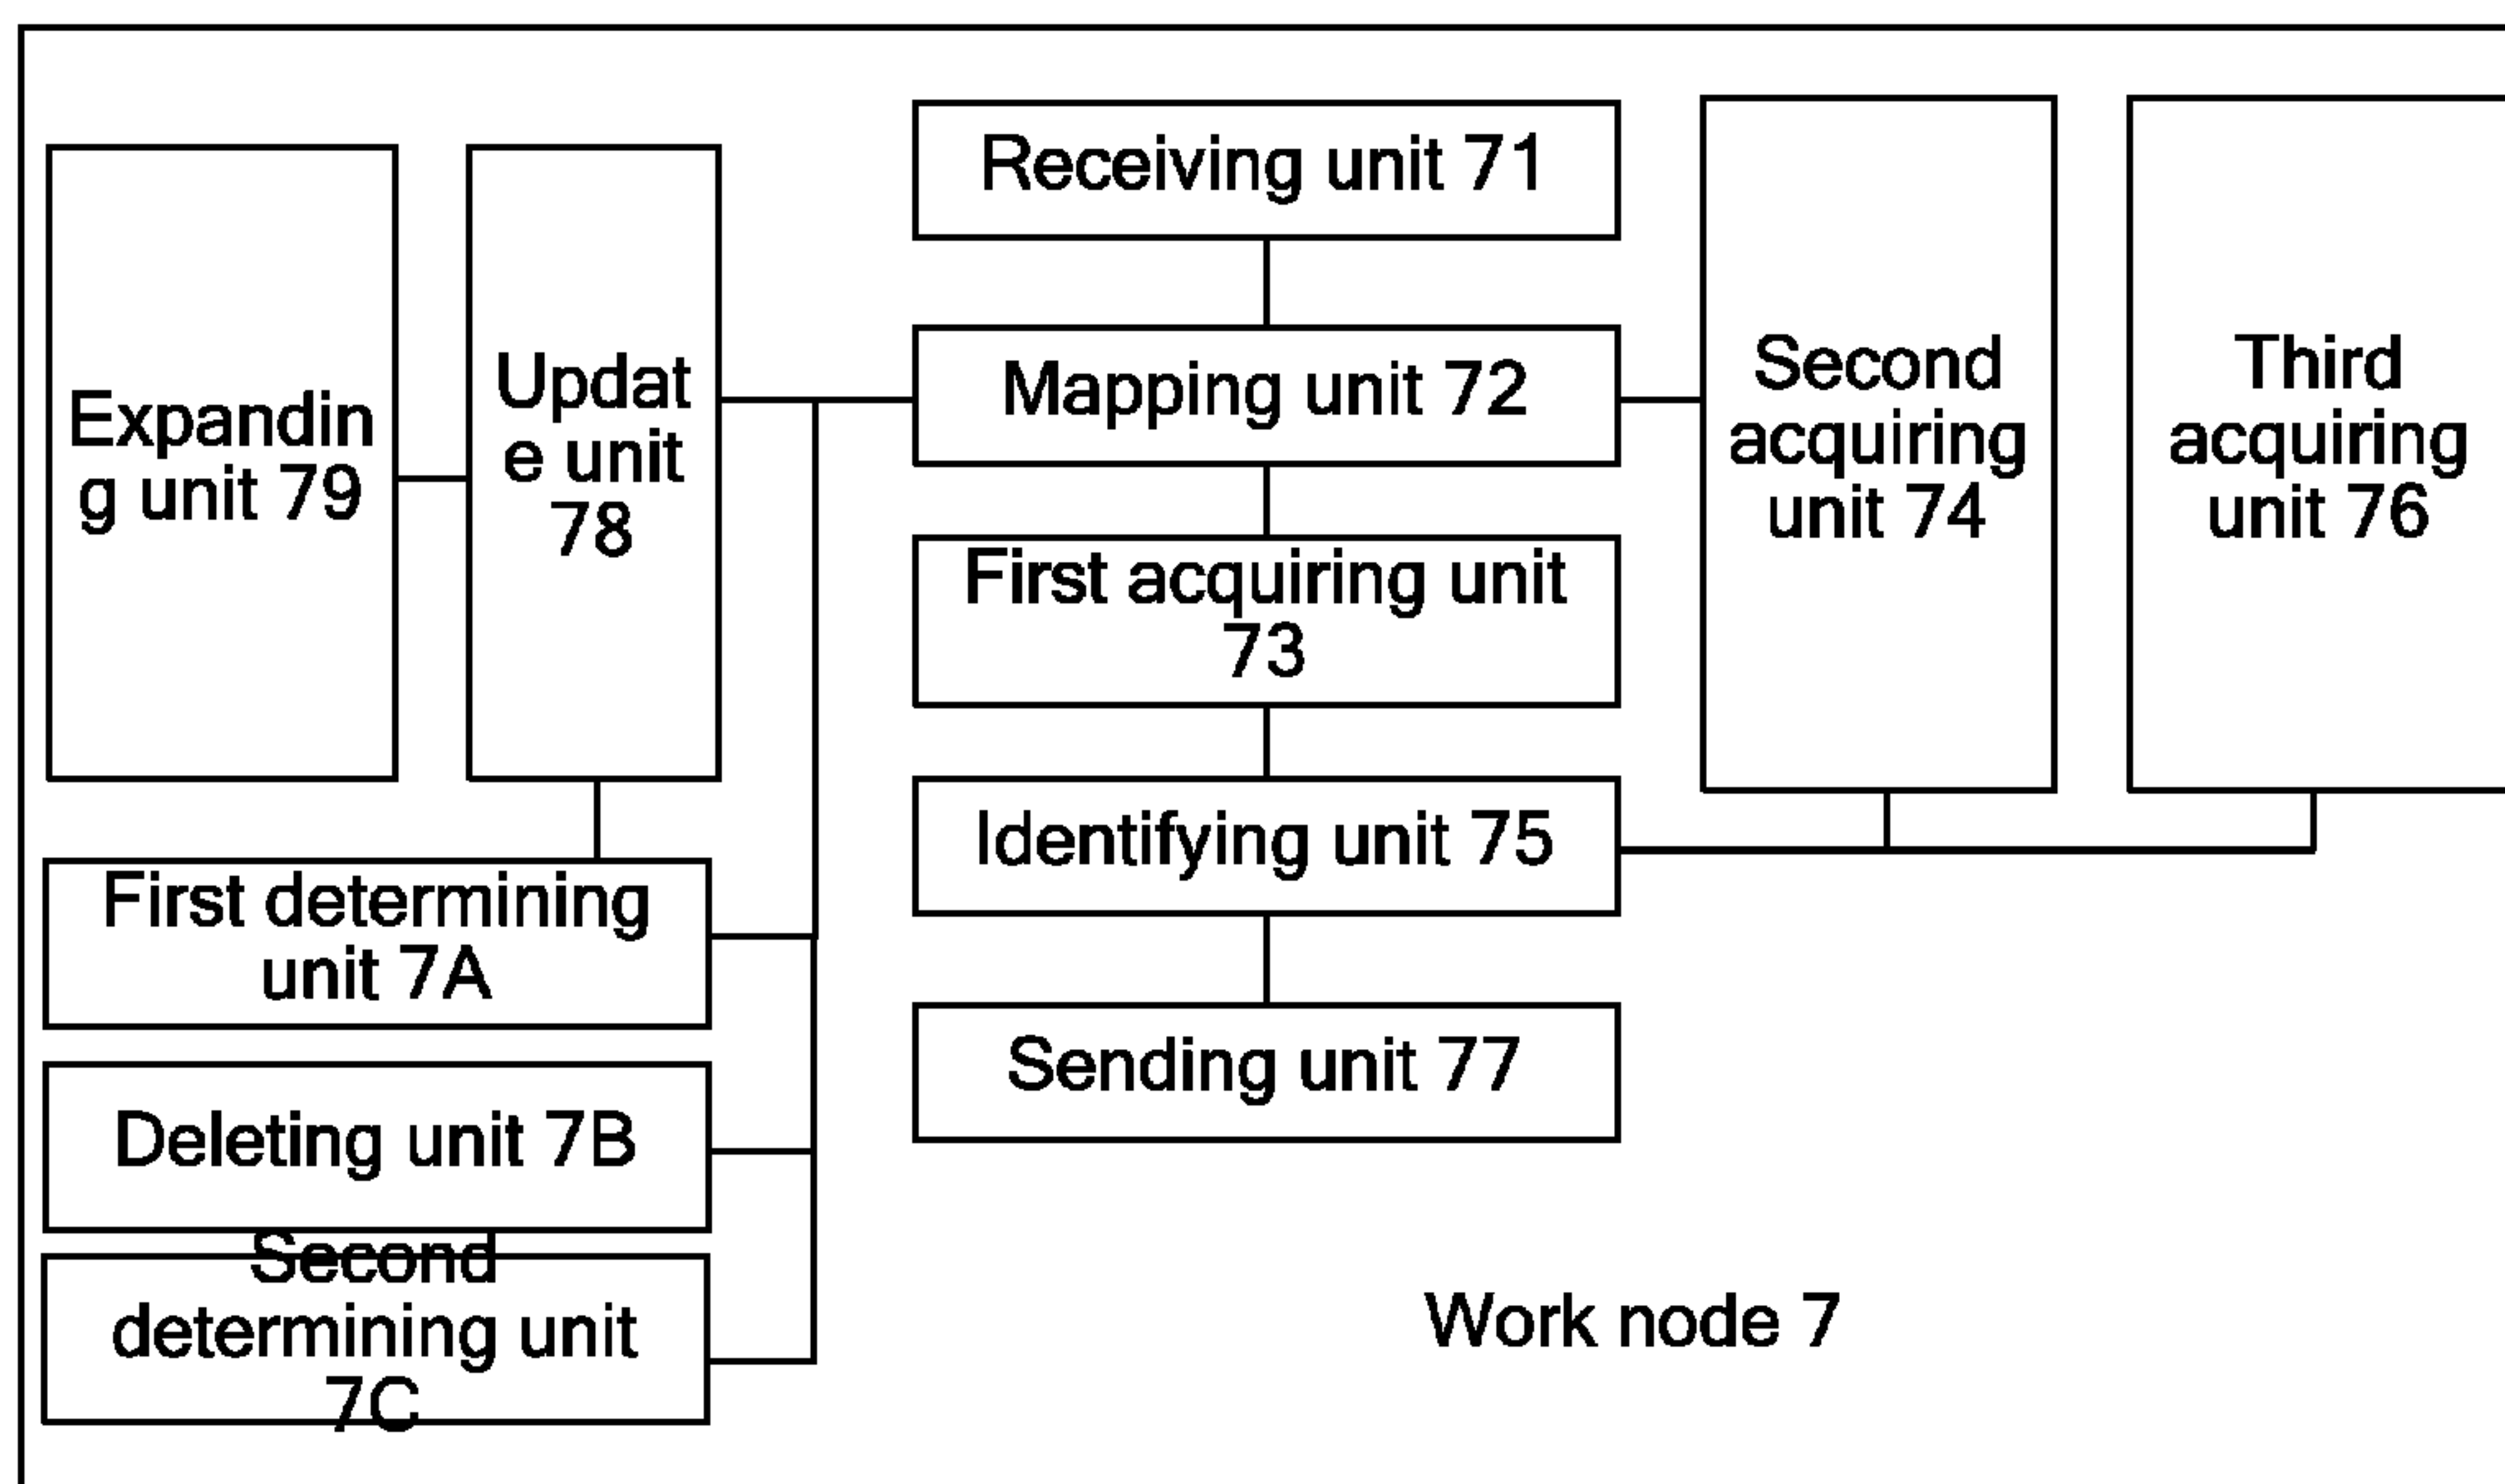 Receiving unit 71
Expandin
g unit 79
Updat
e unit
78
Mapping unit 72
Second
acquiring
unit 74
Third
acquiring
unit 76
First acquiring unit
73
Identifying unit 75
First determining
unit 7A
Sending unit 77
Deleting unit 7B
Second
determining unit
7C
Work node 7